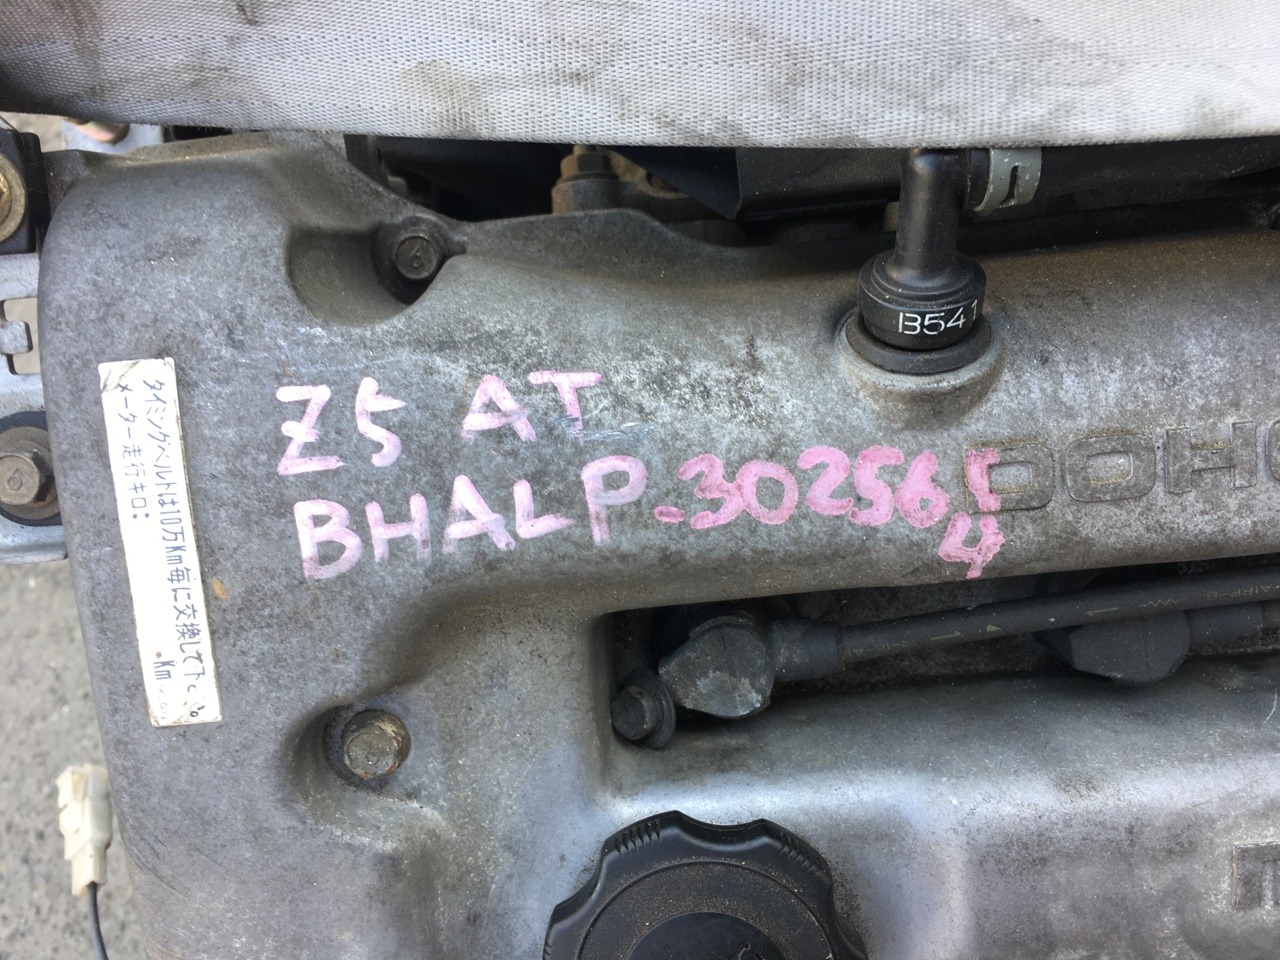 Z5 AT
BHALP-302565
4
B541
DOHC
タイミングベルトは10万Km毎に交換して下さい。
メーター走行キロ: Km